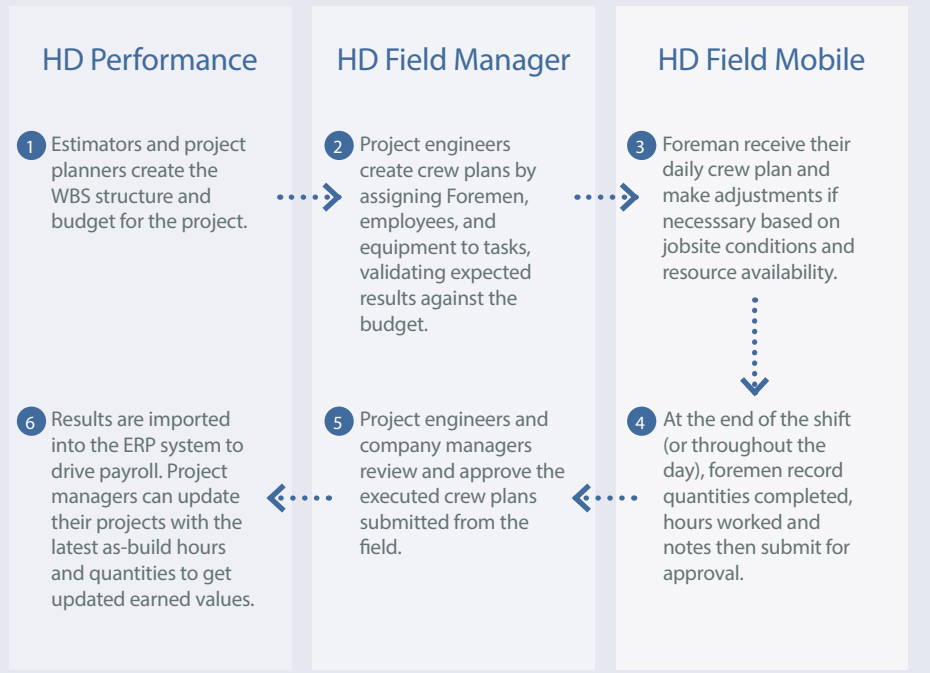 HD Performance
HD Field Manager
HD Field Mobile
1 Estimators and project
planners create the
WBS structure and
budget for the project.
2 Project engineers
create crew plans by
assigning Foremen,
employees, and
equipment to tasks,
validating expected
results against the
budget.
3 Foreman receive their
daily crew plan and
make adjustments if
necesssary based on
jobsite conditions and
resource availability.
4 At the end of the shift
(or throughout the
day), foremen record
quantities completed,
hours worked and
notes then submit for
approval.
5 Project engineers and
company managers
review and approve the
executed crew plans
submitted from the
field.
6 Results are imported
into the ERP system to
drive payroll. Project
managers can update
their projects with the
latest as-build hours
and quantities to get
updated earned values.